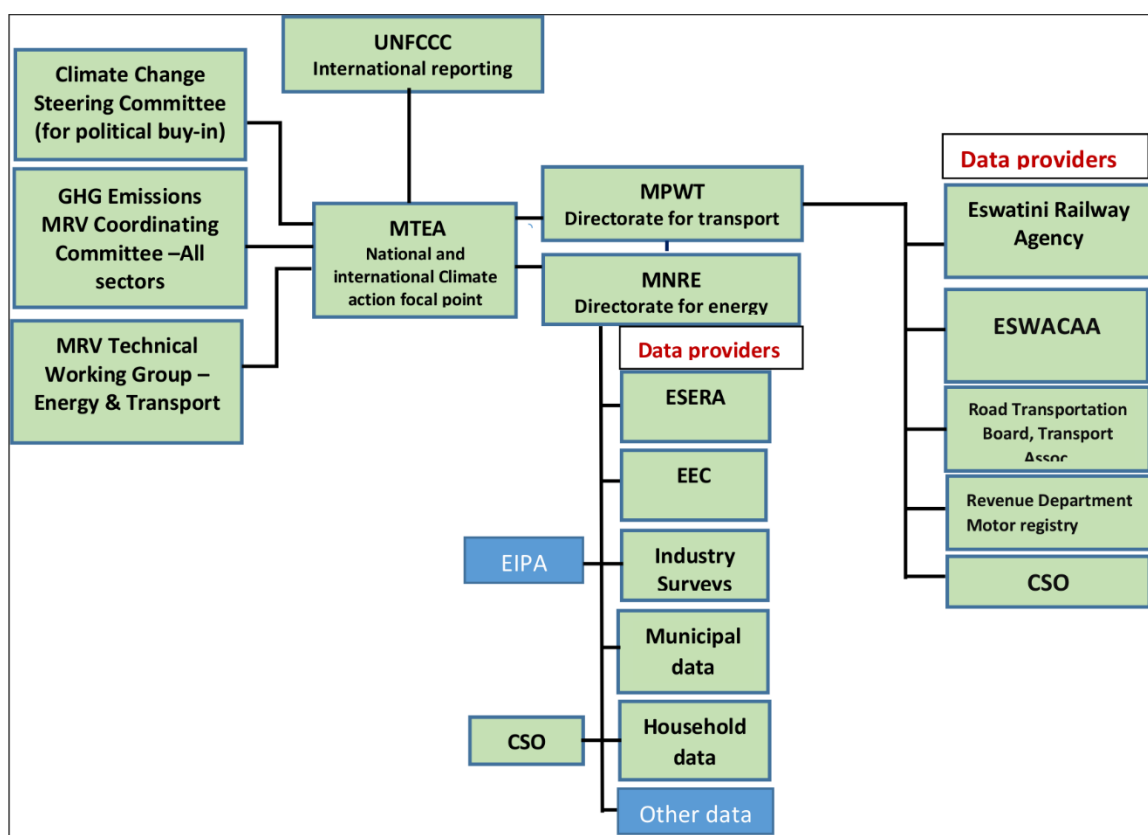 UNFCCC
International reporting
Climate Change
Steering Committee
(for political buy-in)
GHG Emissions
MRV Coordinating
Committee –All
sectors
MRV Technical
Working Group –
Energy & Transport
MTEA
National and
international Climate
action focal point
MPWT
Directorate for transport
MNRE
Directorate for energy
Data providers
ESERA
EEC
EIPA
Industry
Surveys
Municipal
data
CSO
Household
data
Other data
Data providers
Eswatini Railway
Agency
ESWACAA
Road Transportation
Board, Transport
Assoc
Revenue Department
Motor registry
CSO